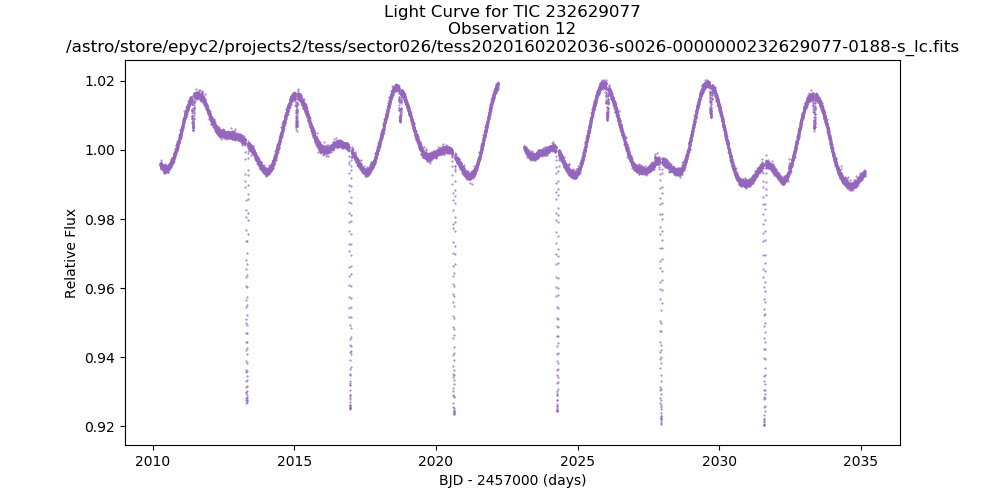 Light Curve for TIC 232629077
Observation 12
/astro/store/epyc2/projects2/tess/sector026/tess2020160202036-s0026-0000000232629077-0188-s_lc.fits
1.02
1.00
0.98
0.96
0.94
0.92
Relative Flux
2010 2015 2020 2025 2030 2035
BJD - 2457000 (days)